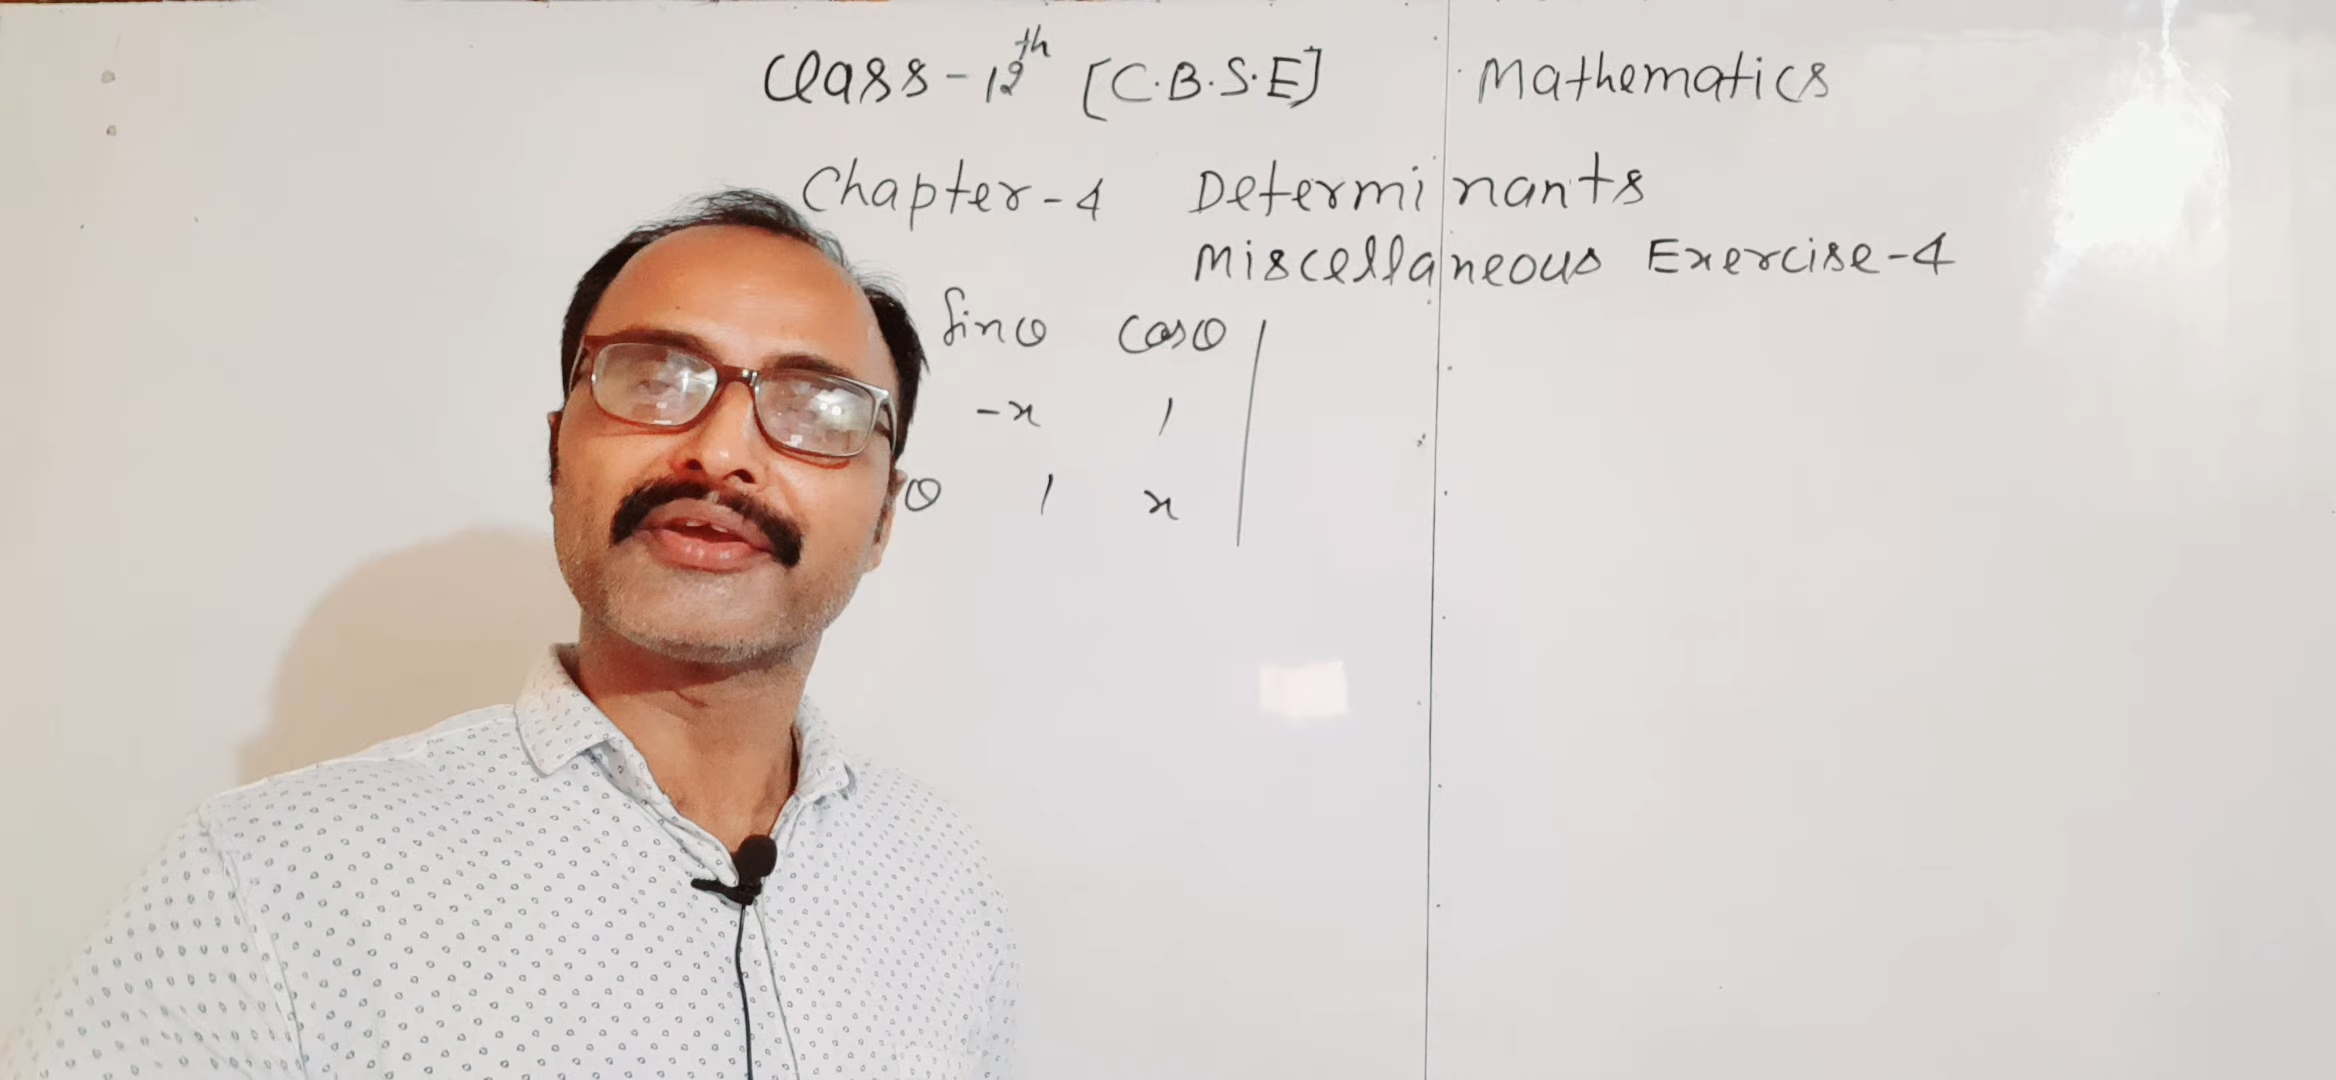 Class-12th [C.B.S.E] Mathematics
Chapter-4 Determinants
Miscellaneous Exercise-4
Sinθ Cosθ
-x 1
θ 1 x